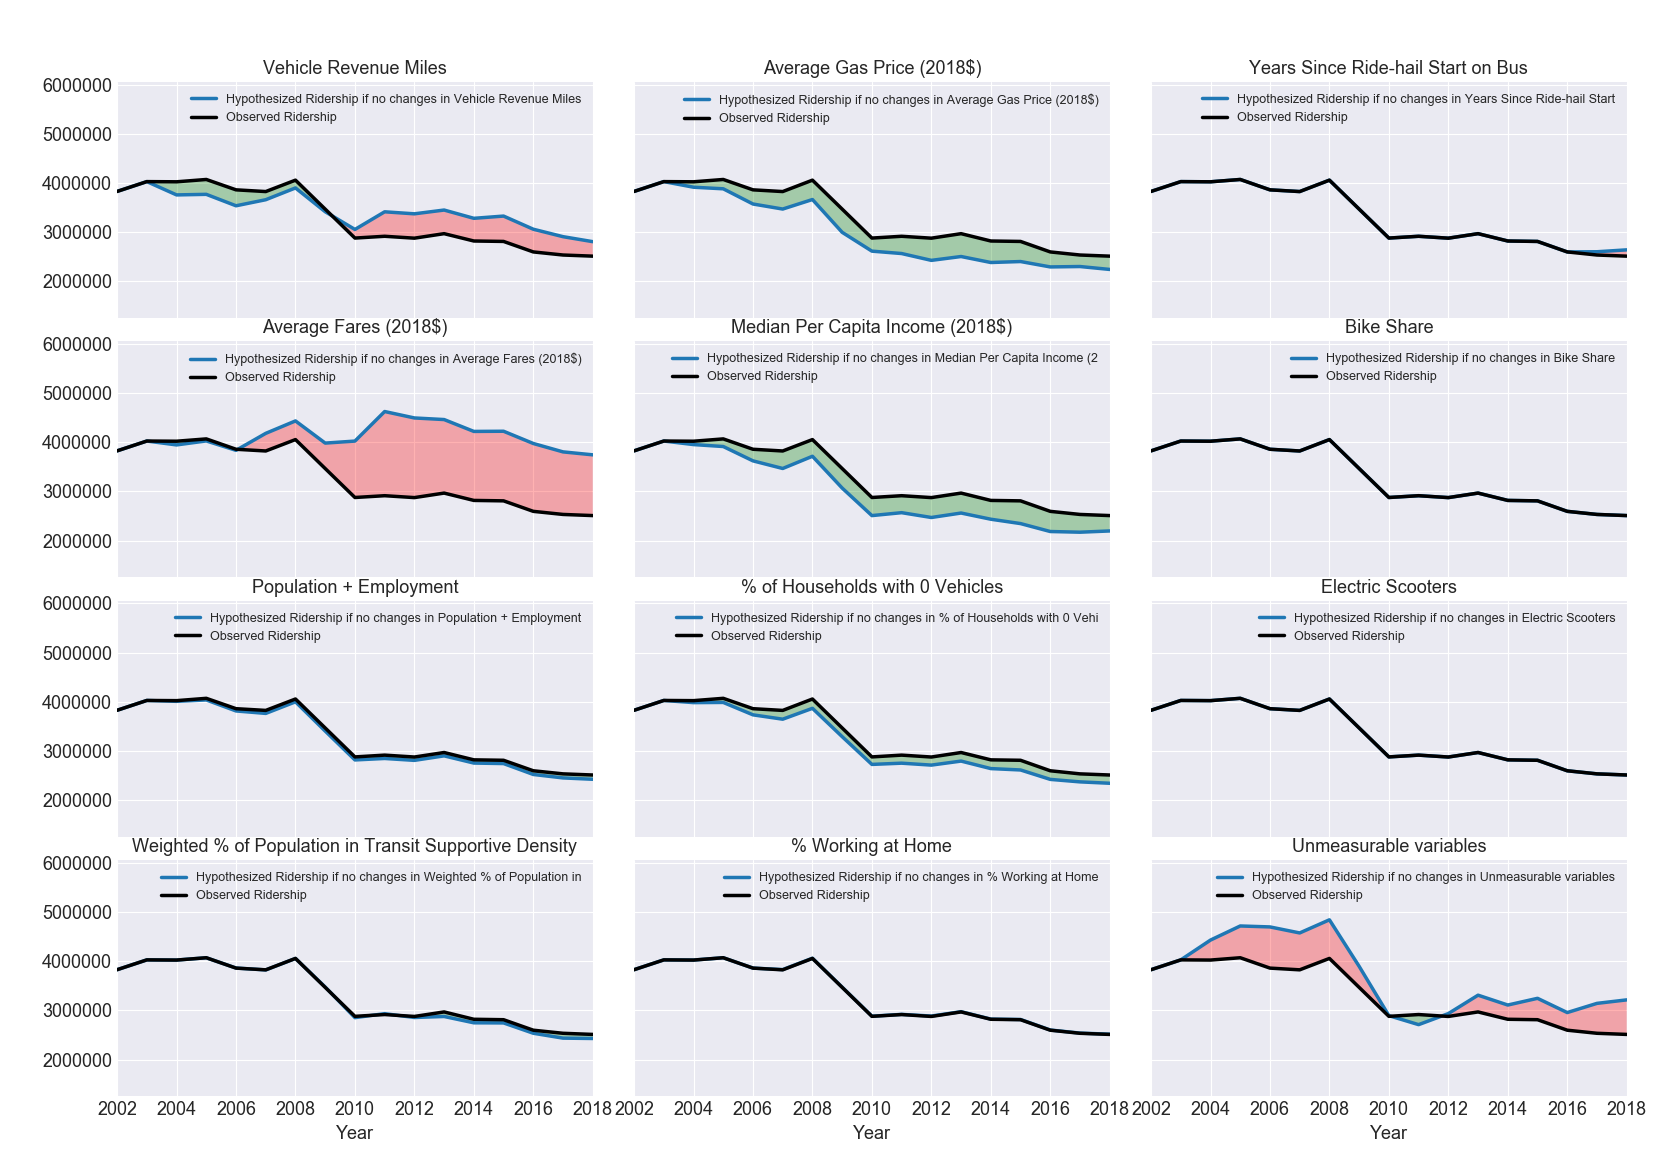 Vehicle Revenue Miles
6000000
5000000
4000000
3000000
2000000
Hypothesized Ridership if no changes in Vehicle Revenue Miles
Observed Ridership
Average Gas Price (2018$)
Hypothesized Ridership if no changes in Average Gas Price (2018$)
Observed Ridership
Years Since Ride-hail Start on Bus
Hypothesized Ridership if no changes in Years Since Ride-hail Start
Observed Ridership
Average Fares (2018$)
6000000
5000000
4000000
3000000
2000000
Hypothesized Ridership if no changes in Average Fares (2018$)
Observed Ridership
Median Per Capita Income (2018$)
Hypothesized Ridership if no changes in Median Per Capita Income (2
Observed Ridership
Bike Share
Hypothesized Ridership if no changes in Bike Share
Observed Ridership
Population + Employment
6000000
5000000
4000000
3000000
2000000
Hypothesized Ridership if no changes in Population + Employment
Observed Ridership
% of Households with 0 Vehicles
Hypothesized Ridership if no changes in % of Households with 0 Vehi
Observed Ridership
Electric Scooters
Hypothesized Ridership if no changes in Electric Scooters
Observed Ridership
Weighted % of Population in Transit Supportive Density
6000000
5000000
4000000
3000000
2000000
Hypothesized Ridership if no changes in Weighted % of Population in
Observed Ridership
2002 2004 2006 2008 2010 2012 2014 2016 2018
Year
% Working at Home
Hypothesized Ridership if no changes in % Working at Home
Observed Ridership
2002 2004 2006 2008 2010 2012 2014 2016 2018
Year
Unmeasurable variables
Hypothesized Ridership if no changes in Unmeasurable variables
Observed Ridership
2002 2004 2006 2008 2010 2012 2014 2016 2018
Year